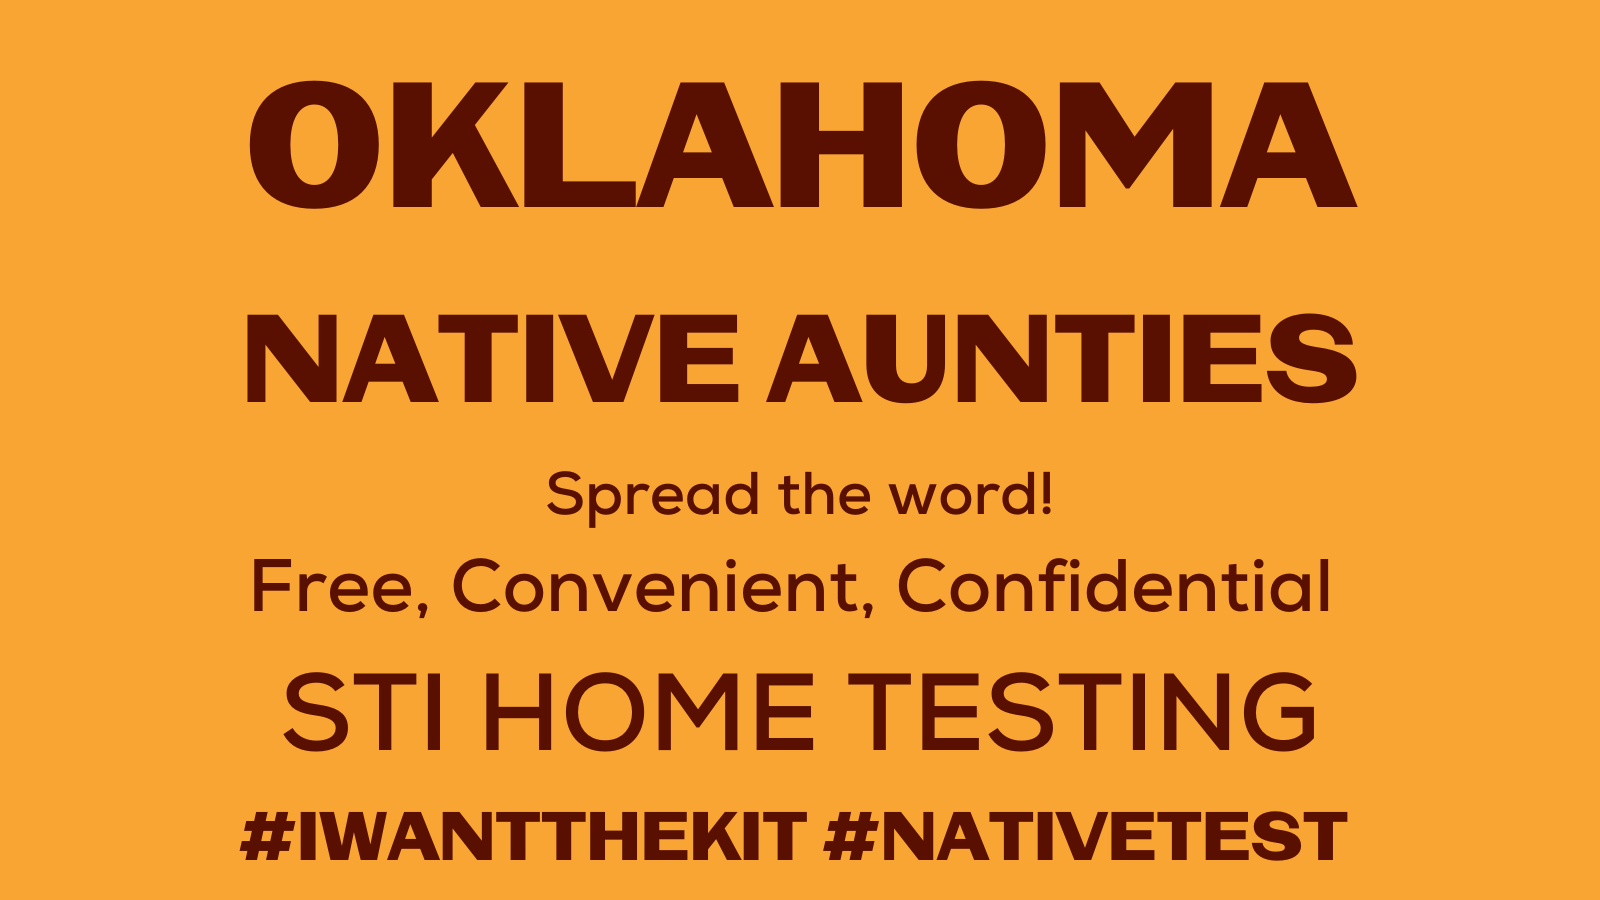 OKLAHOMA
NATIVE AUNTIES
Spread the word!
Free, Convenient, Confidential
STI HOME TESTING
#IWANTTHEKIT #NATIVETEST